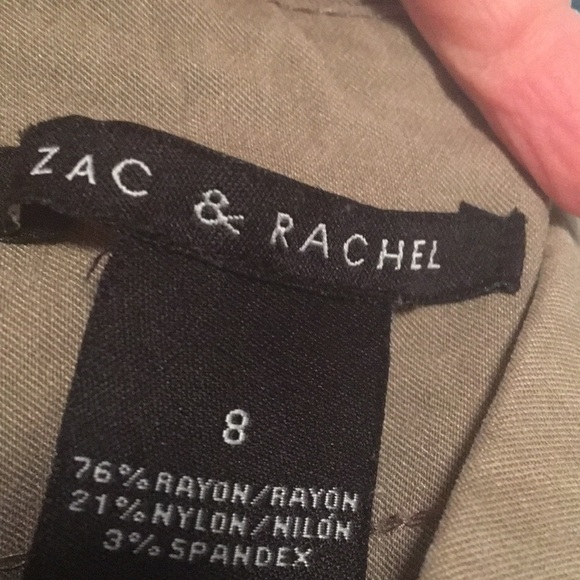 ZAC & RACHEL
8
76% RAYON/RAYÓN
21% NYLON/NILÓN
3% SPANDEX